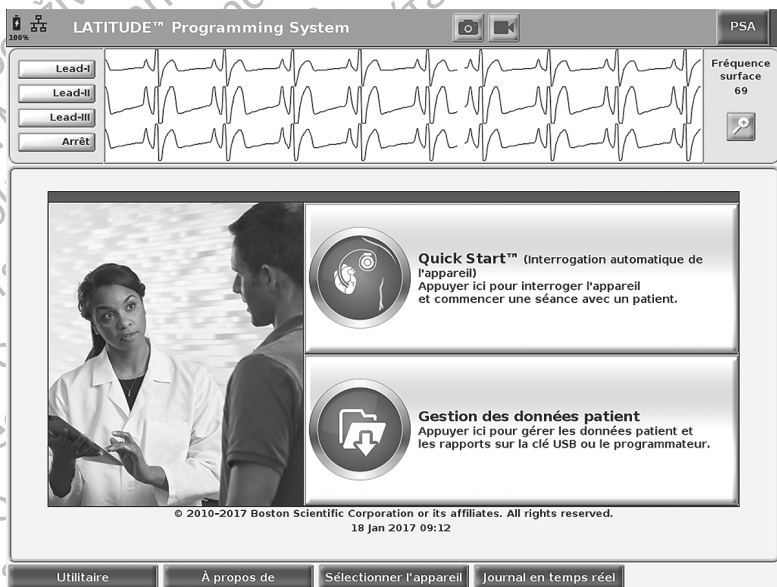 100%
LATITUDE™ Programming System
PSA
Lead-I
Lead-II
Lead-III
Arrêt
Fréquence
surface
69
Quick Start™ (Interrogation automatique de
l'appareil)
Appuyer ici pour interroger l'appareil
et commencer une séance avec un patient.
Gestion des données patient
Appuyer ici pour gérer les données patient et
les rapports sur la clé USB ou le programmateur.
© 2010-2017 Boston Scientific Corporation or its affiliates. All rights reserved.
18 Jan 2017 09:12
Utilitaire
À propos de
Sélectionner l'appareil
Journal en temps réel